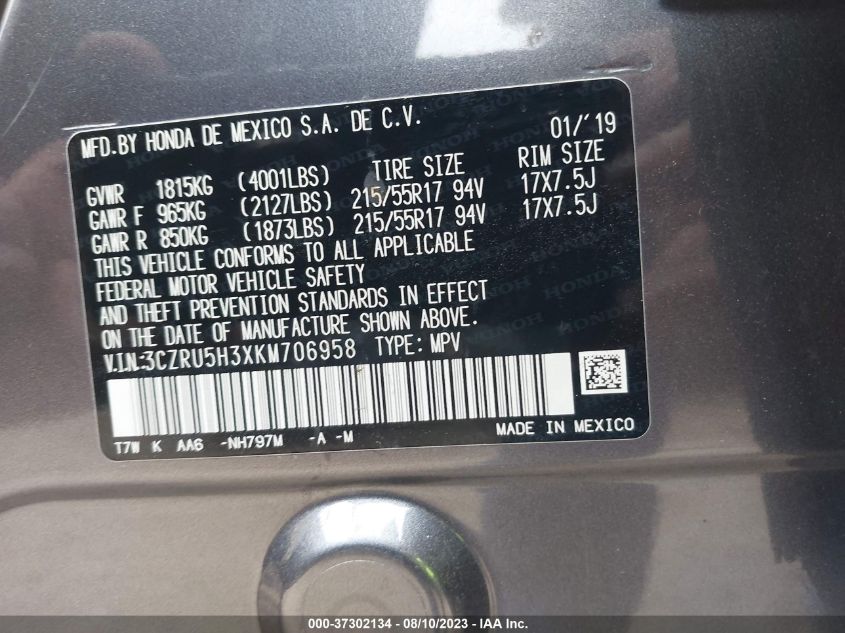 MFD.BY HONDA DE MEXICO S.A. DE C.V. 01/'19
TIRE SIZE RIM SIZE
GVWR 1815KG (4001LBS)
GAWR F 965KG (2127LBS) 215/55R17 94V 17X7.5J
GAWR R 850KG (1873LBS) 215/55R17 94V 17X7.5J
THIS VEHICLE CONFORMS TO ALL APPLICABLE
FEDERAL MOTOR VEHICLE SAFETY
AND THEFT PREVENTION STANDARDS IN EFFECT
ON THE DATE OF MANUFACTURE SHOWN ABOVE.
V.I.N:3CZRU5H3XKM706958 TYPE: MPV
T7W K AA6 -NH797M -A -M MADE IN MEXICO
000-37302134 - 08/10/2023 - IAA Inc.